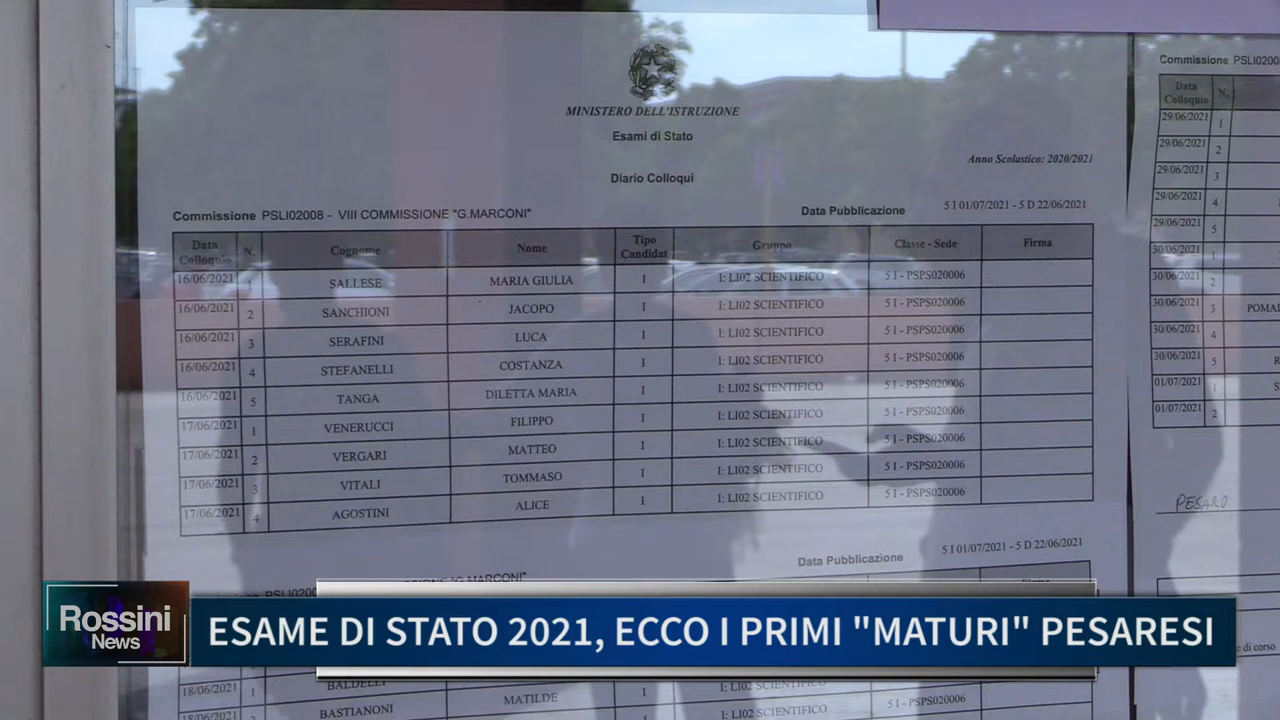 MINISTERO DELL'ISTRUZIONE
Esami di Stato
Anno Scolastico: 2020/2021
Diario Colloqui
Commissione PSLI02008 - VIII COMMISSIONE "G.MARCONI" Data Pubblicazione 5 I 01/07/2021 - 5 D 22/06/2021
Data Colloquio N. Cognome Nome Tipo Candidat Gruppo Classe - Sede Firma
16/06/2021 1 SALLESE MARIA GIULIA I I: LI02 SCIENTIFICO 5 I - PSPS020006
16/06/2021 2 SANCHIONI JACOPO I I: LI02 SCIENTIFICO 5 I - PSPS020006
16/06/2021 3 SERAFINI LUCA I I: LI02 SCIENTIFICO 5 I - PSPS020006
16/06/2021 4 STEFANELLI COSTANZA I I: LI02 SCIENTIFICO 5 I - PSPS020006
16/06/2021 5 TANGA DILETTA MARIA I I: LI02 SCIENTIFICO 5 I - PSPS020006
17/06/2021 1 VENERUCCI FILIPPO I I: LI02 SCIENTIFICO 5 I - PSPS020006
17/06/2021 2 VERGARI MATTEO I I: LI02 SCIENTIFICO 5 I - PSPS020006
17/06/2021 3 VITALI TOMMASO I I: LI02 SCIENTIFICO 5 I - PSPS020006
17/06/2021 4 AGOSTINI ALICE I I: LI02 SCIENTIFICO 5 I - PSPS020006
Data Pubblicazione 5 I 01/07/2021 - 5 D 22/06/2021
"G.MARCONI"
18/06/2021 1 BALDELLI MATILDE I I: LI02 SCIENTIFICO 5 I - PSPS020006
18/06/2021 BASTIANONI
Commissione PSLI02008
Data Colloquio N.
29/06/2021 1
29/06/2021 2
29/06/2021 3
29/06/2021 4
29/06/2021 5
30/06/2021 1
30/06/2021 2
30/06/2021 3 POMA
30/06/2021 4
30/06/2021 5
01/07/2021 1
01/07/2021 2
PESARO
di corso
Rossini
News
ESAME DI STATO 2021, ECCO I PRIMI "MATURI" PESARESI